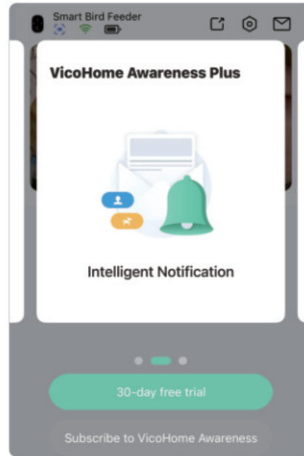 Smart Bird Feeder
VicoHome Awareness Plus
Intelligent Notification
30-day free trial
Subscribe to VicoHome Awareness